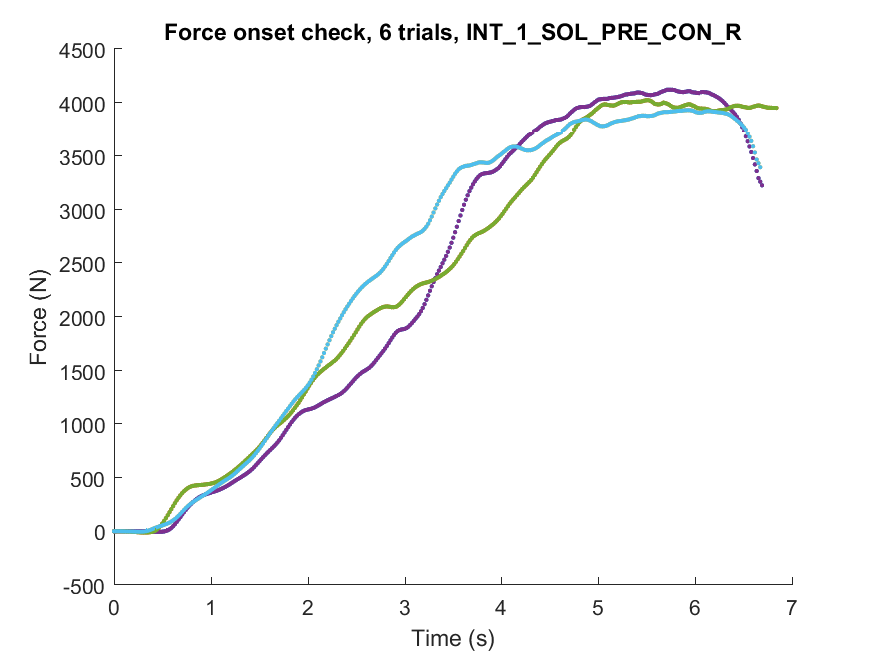 Force onset check, 6 trials, INT_1_SOL_PRE_CON_R
4500
4000
3500
3000
2500
2000
1500
1000
500
0
-500
Force (N)
0 1 2 3 4 5 6 7
Time (s)